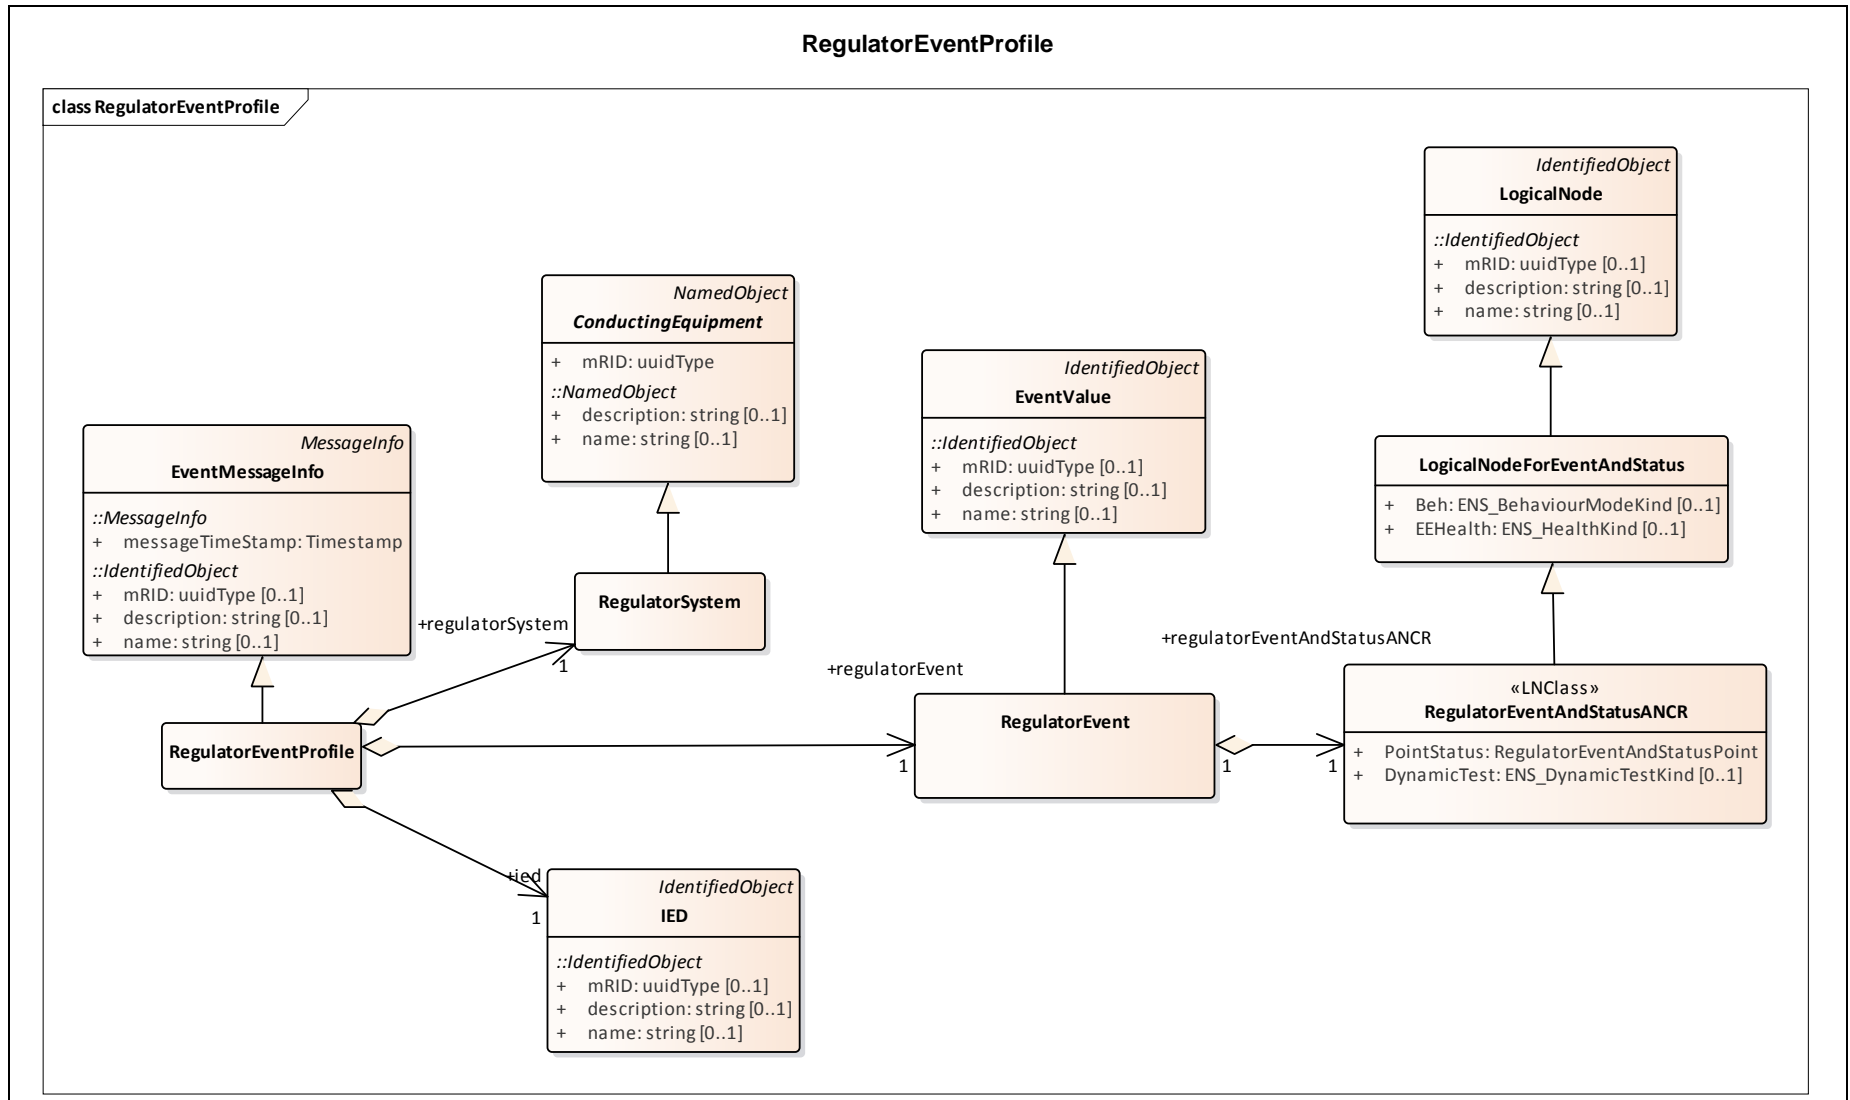 RegulatorEventProfile
class RegulatorEventProfile
IdentifiedObject
LogicalNode
::IdentifiedObject
+ mRID: uuidType [0..1]
+ description: string [0..1]
+ name: string [0..1]
NamedObject
ConductingEquipment
+ mRID: uuidType
::NamedObject
+ description: string [0..1]
+ name: string [0..1]
IdentifiedObject
EventValue
::IdentifiedObject
+ mRID: uuidType [0..1]
+ description: string [0..1]
+ name: string [0..1]
MessageInfo
EventMessageInfo
::MessageInfo
+ messageTimeStamp: Timestamp
::IdentifiedObject
+ mRID: uuidType [0..1]
+ description: string [0..1]
+ name: string [0..1]
LogicalNodeForEventAndStatus
+ Beh: ENS_BehaviourModeKind [0..1]
+ EEHealth: ENS_HealthKind [0..1]
RegulatorSystem
+regulatorSystem
1
+regulatorEvent
+regulatorEventAndStatusANCR
RegulatorEventProfile
RegulatorEvent
1
1
1
«LNClass»
RegulatorEventAndStatusANCR
+ PointStatus: RegulatorEventAndStatusPoint
+ DynamicTest: ENS_DynamicTestKind [0..1]
+ied
1
IdentifiedObject
IED
::IdentifiedObject
+ mRID: uuidType [0..1]
+ description: string [0..1]
+ name: string [0..1]